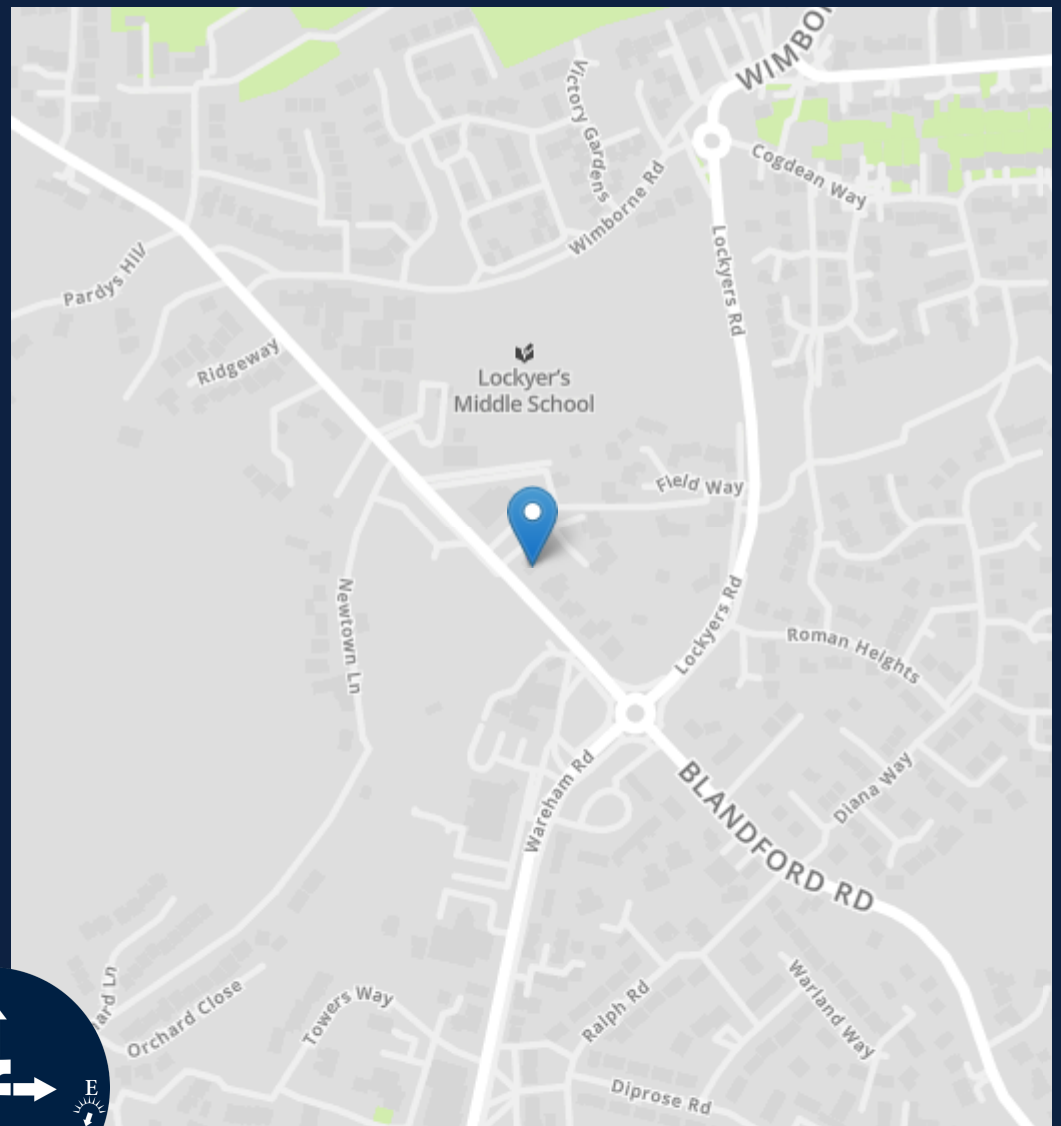 WIMBO
Victory Gardens
Cogdean Way
Wimborne Rd
Lockyers Rd
Pardys Hill
Ridgeway
Lockyer's
Middle School
Field Way
Newtown Ln
Lockyers Rd
Roman Heights
Wareham Rd
Diana Way
BLANDFORD RD
ard Ln
Orchard Close
Towers Way
Ralph Rd
Warland Way
Diprose Rd
E